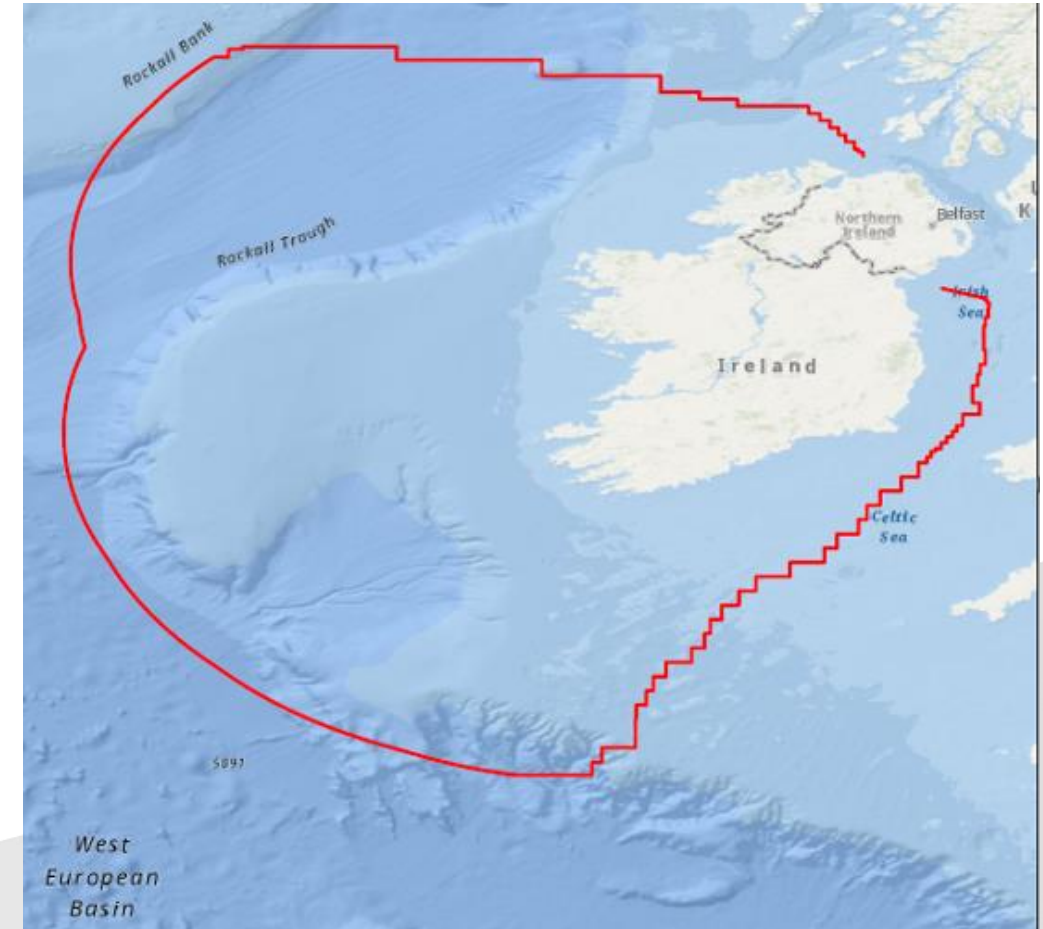 Rockall Bank
Rockall Trough
Northern
Ireland
Belfast
U
K
Irish
Sea
Ireland
Celtic
Sea
5891
West
European
Basin